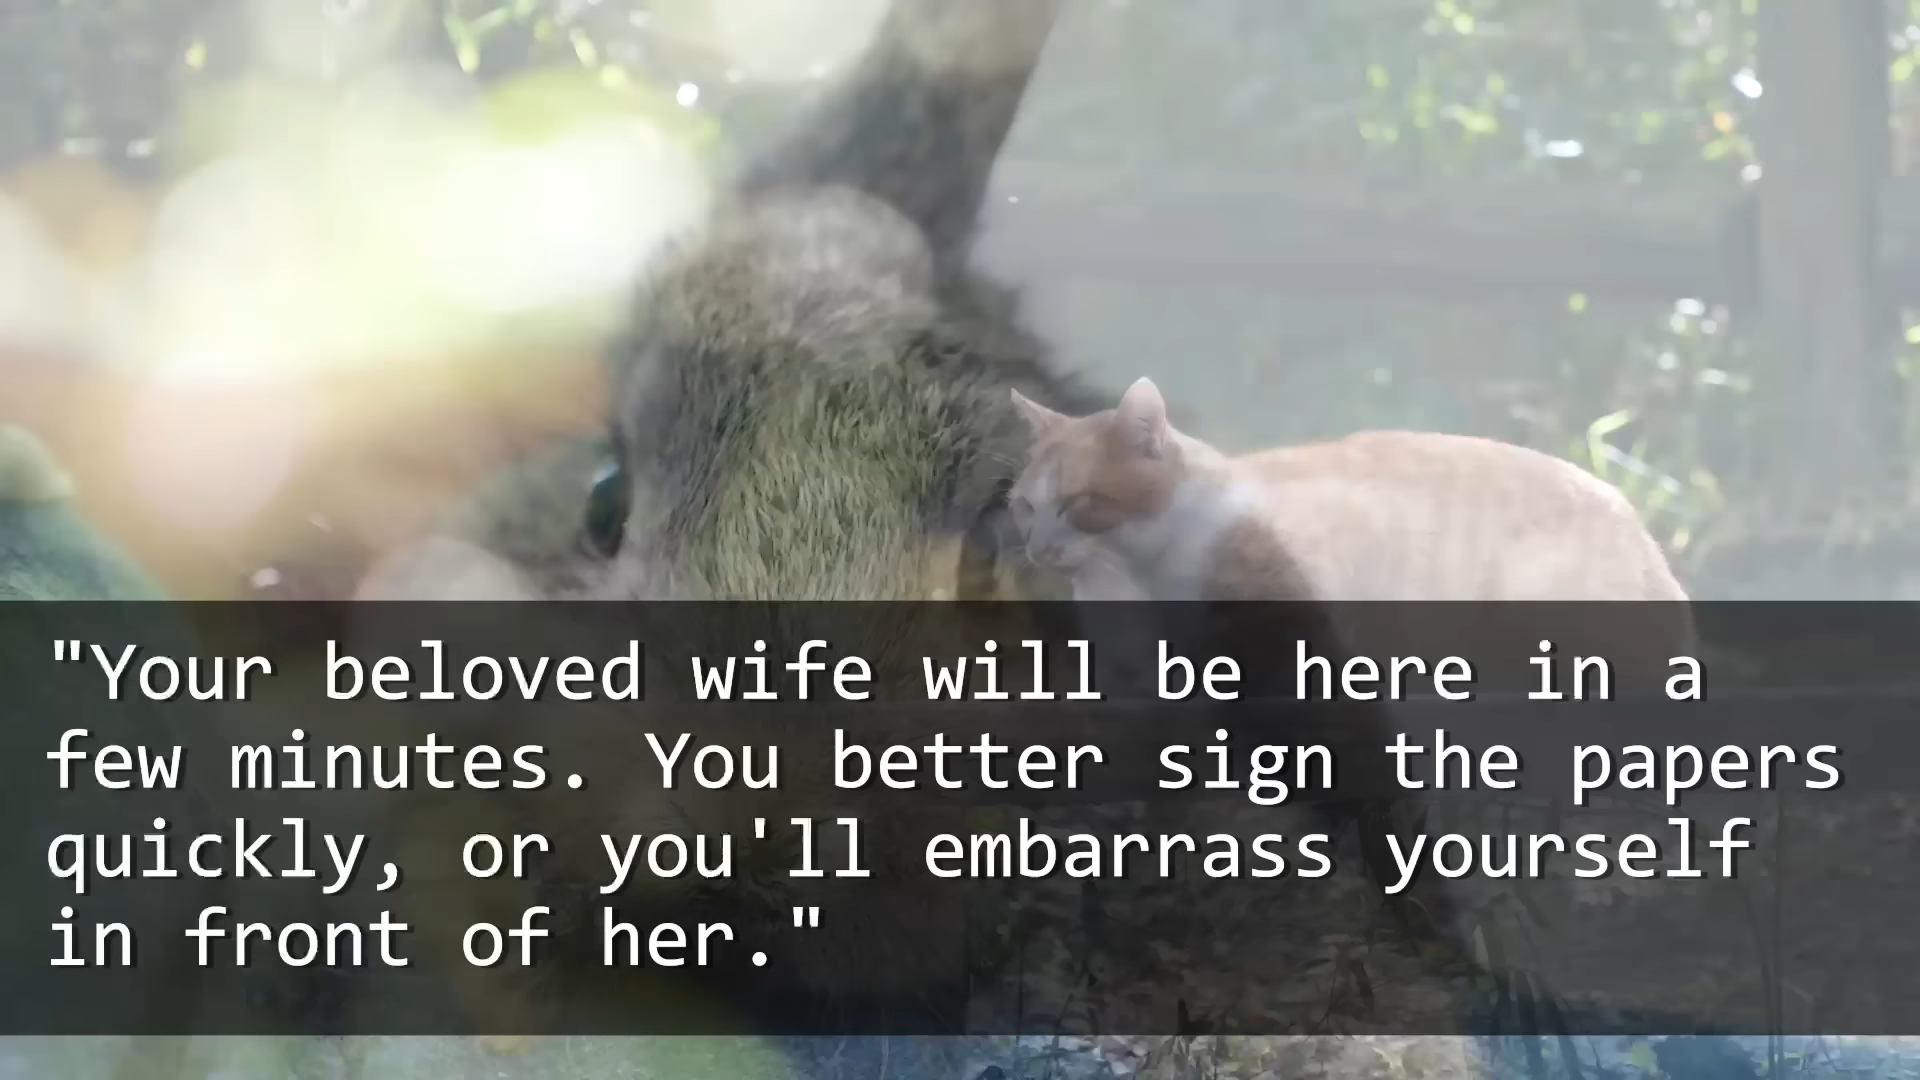 "Your beloved wife will be here in a
few minutes. You better sign the papers
quickly, or you'll embarrass yourself
in front of her."